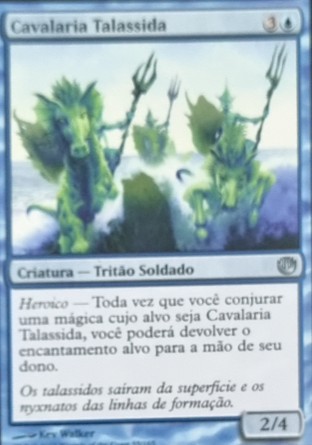 Cavalaria Talassida 3
Criatura — Tritão Soldado
Heroico — Toda vez que você conjurar
uma mágica cujo alvo seja Cavalaria
Talassida, você poderá devolver o
encantamento alvo para a mão de seu
dono.
Os talassidos saíram da superfície e os
nyxnatos das linhas de formação.
2/4
Kev Walker